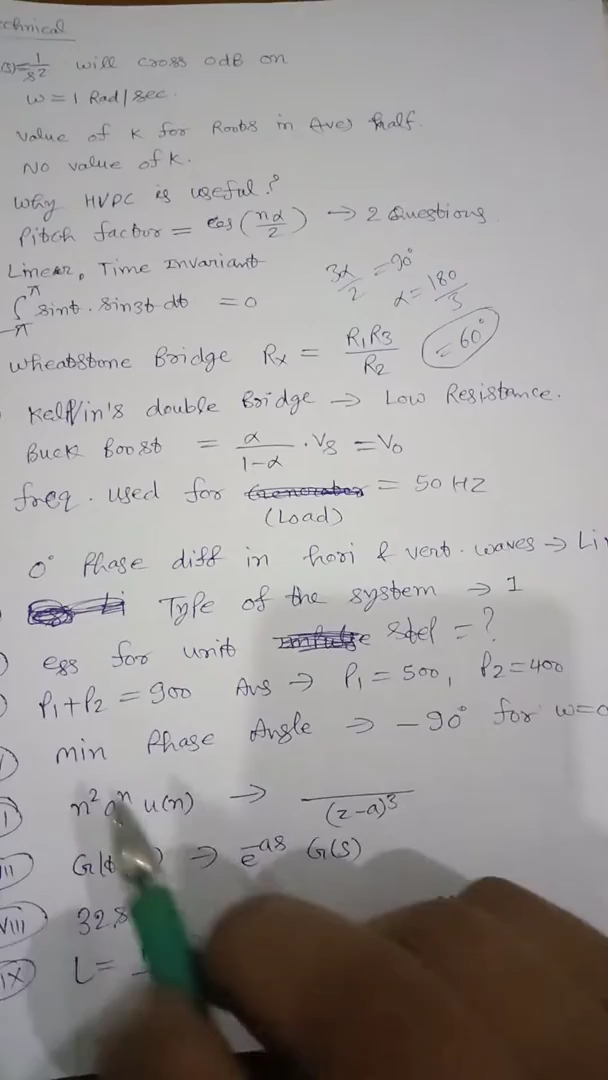 chnical
(s)=1/s² will cross 0dB on
ω = 1 Rad/sec.
value of K for Roots in half.
NO value of K.
Why HVDC is useful?
Pitch factor = cos(nα/2) → 2 Questions
Linear, Time Invariant
3α/2 = 90°
α = 180/3
= 60°
∫ π -π sint. sin3t dt = 0
Wheatstone Bridge Rx = R1R3/R2
Kelvin's double Bridge → Low Resistance.
Buck Boost = α/1-α . Vs = Vo
freq. used for = 50 HZ
(Load)
0° Phase diff in hori & vert. waves → Li
Type of the system → 1
ess for unit step = ?
P1+P2 = 900 Ans → P1 = 500, P2 = 400
min Phase Angle → -90° for ω=
n² aⁿ u(n) → /(z-a)³
G( ) → e^-as G(s)
VIII 32.8
IX L =